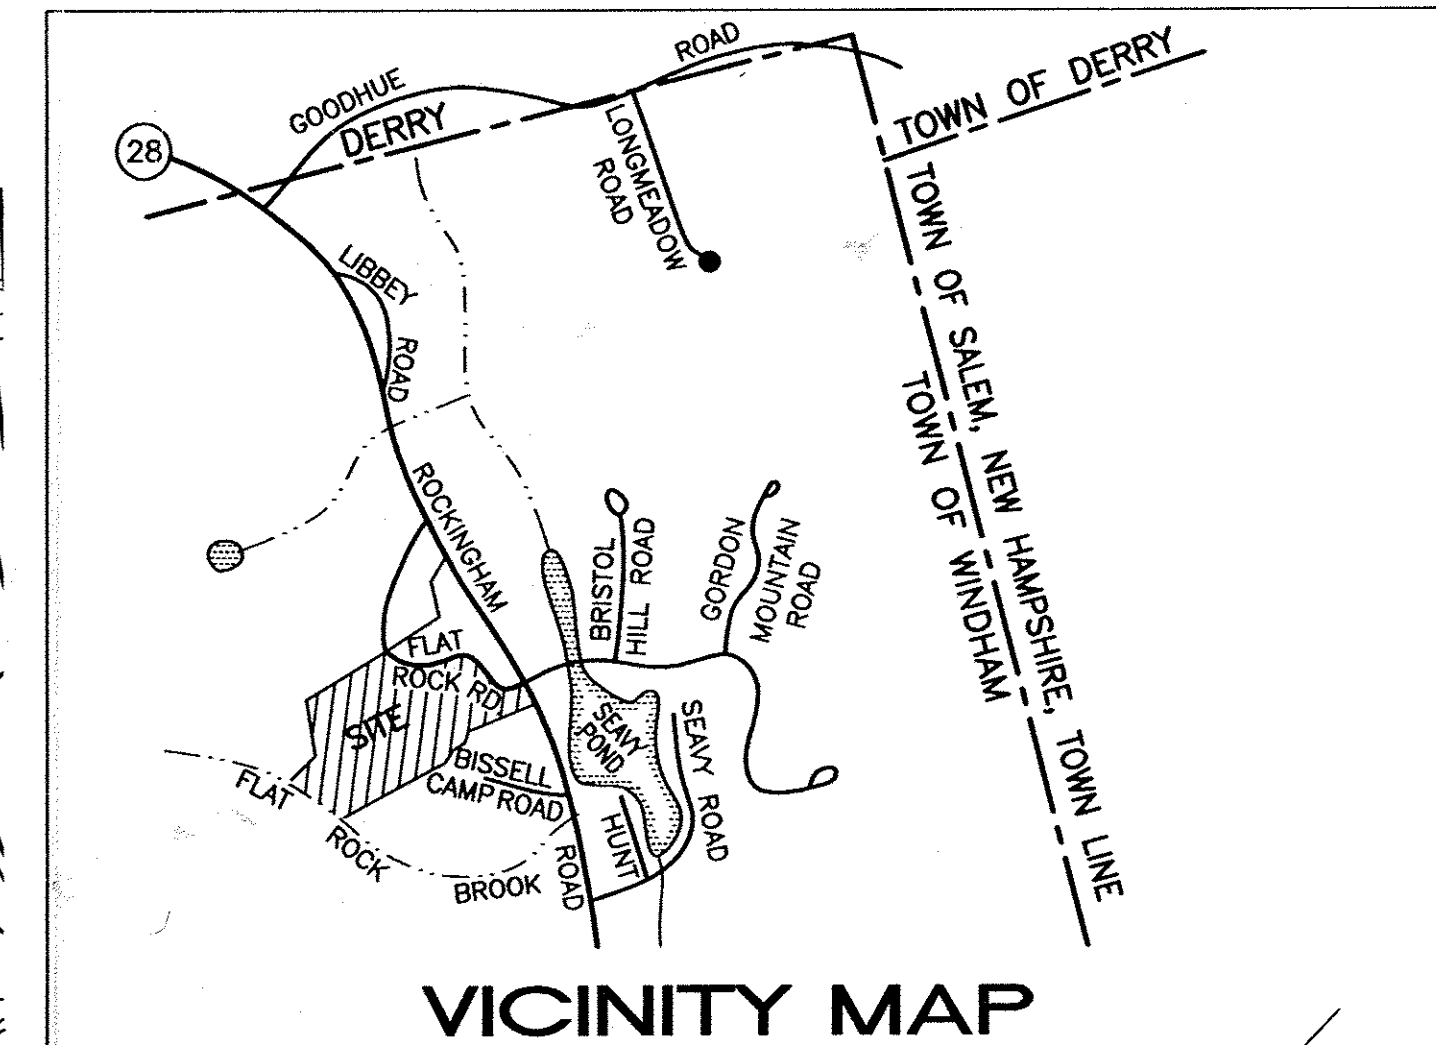 GOODHUE
ROAD
DERRY
TOWN OF DERRY
28
LONGMEADOW
ROAD
LIBBEY
ROAD
TOWN OF SALEM, NEW HAMPSHIRE, TOWN LINE
TOWN OF WINDHAM
ROCKINGHAM
ROAD
BRISTOL
HILL ROAD
GORDON
MOUNTAIN
ROAD
FLAT
ROCK RD.
SITE
SEAVY
POND
SEAVY ROAD
BISSELL
CAMP ROAD
HUNT
FLAT
ROCK
BROOK
VICINITY MAP